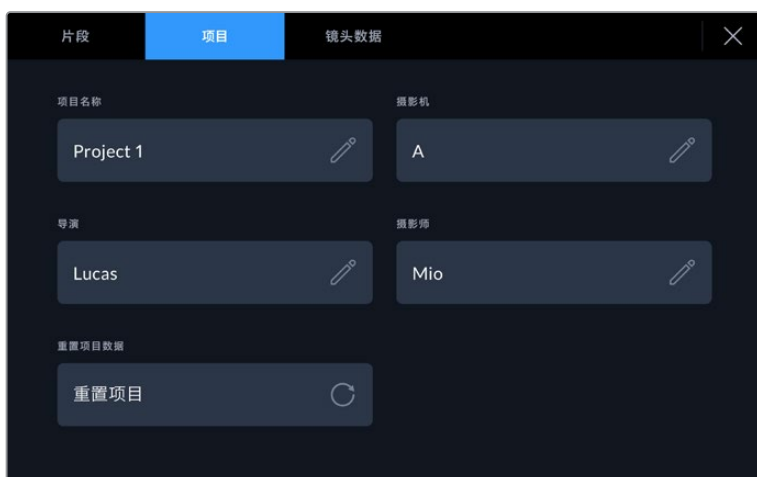 片段 项目 镜头数据
项目名称 摄影机
Project 1 A
导演 摄影师
Lucas Mio
重置项目数据
重置项目